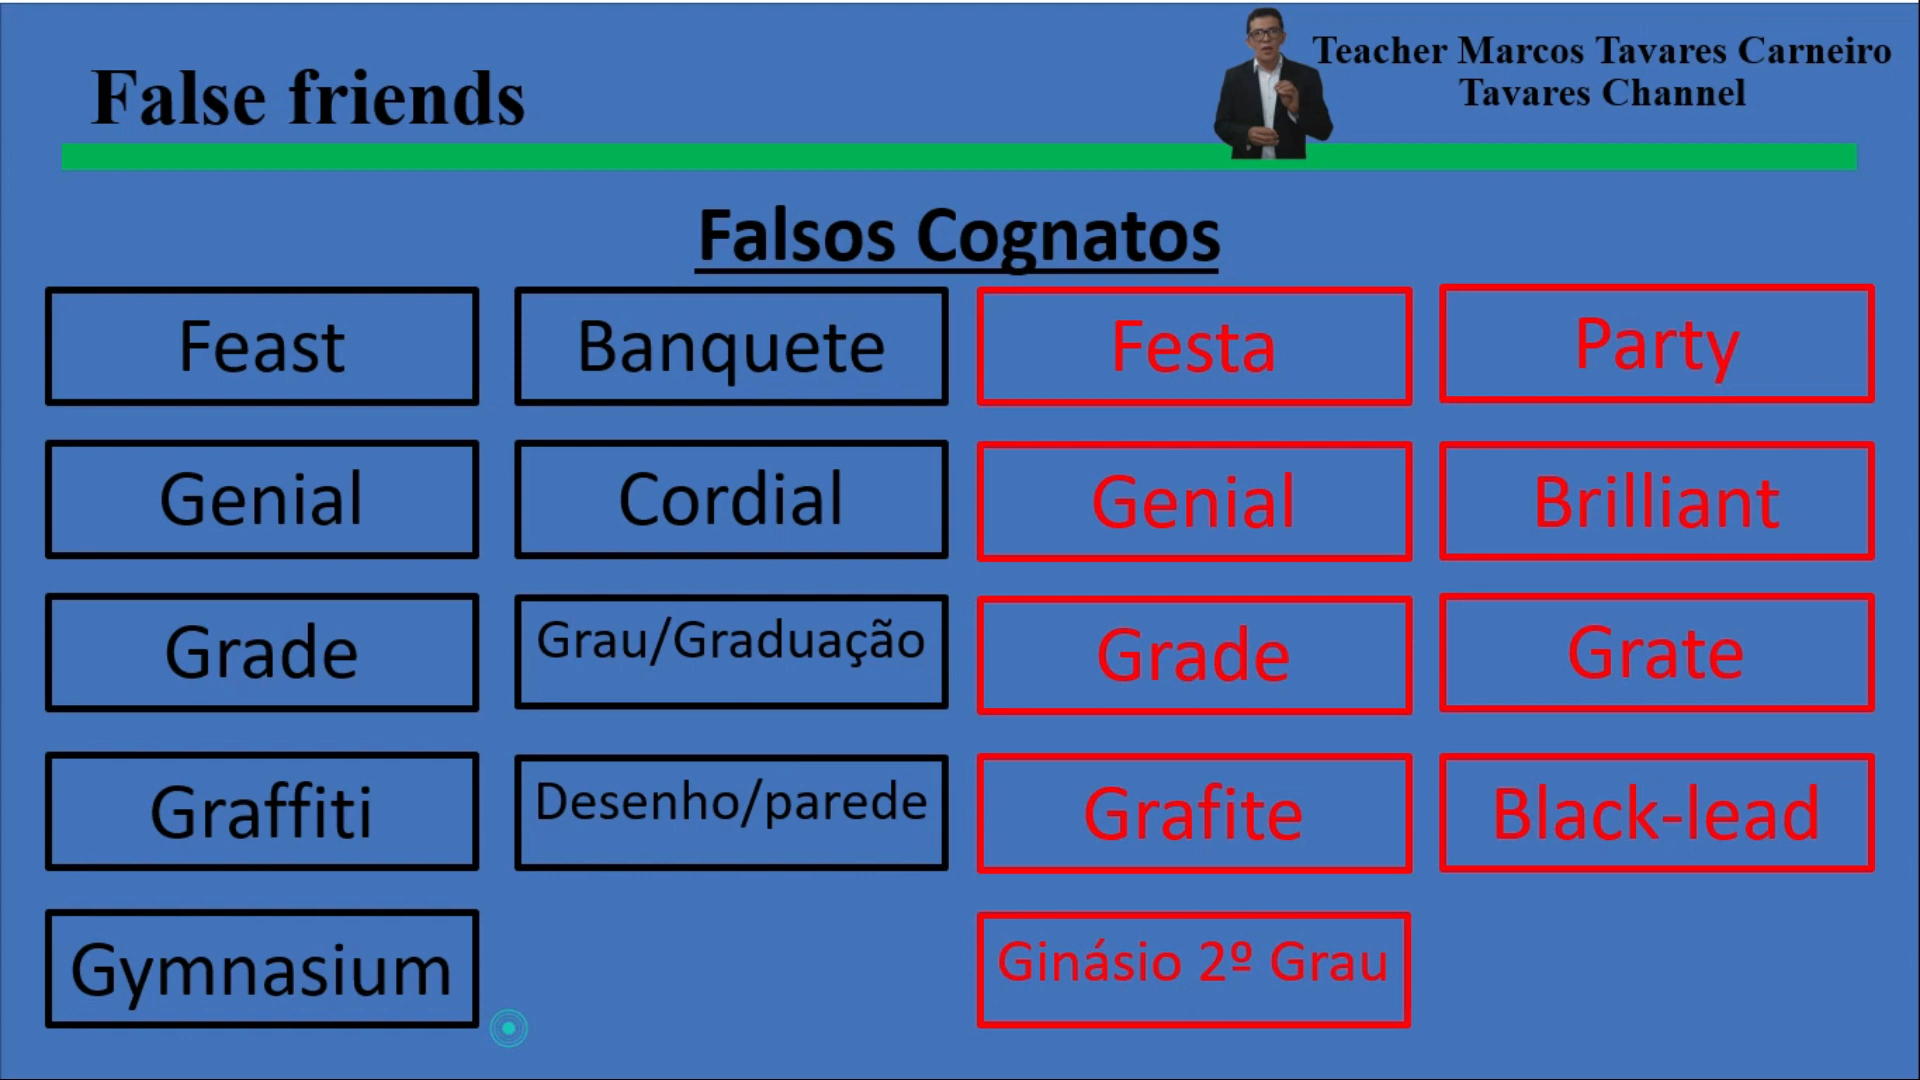 False friends
Teacher Marcos Tavares Carneiro
Tavares Channel
Falsos Cognatos
Feast
Banquete
Festa
Party
Genial
Cordial
Genial
Brilliant
Grade
Grau/Graduação
Grade
Grate
Graffiti
Desenho/parede
Grafite
Black-lead
Gymnasium
Ginásio 2º Grau